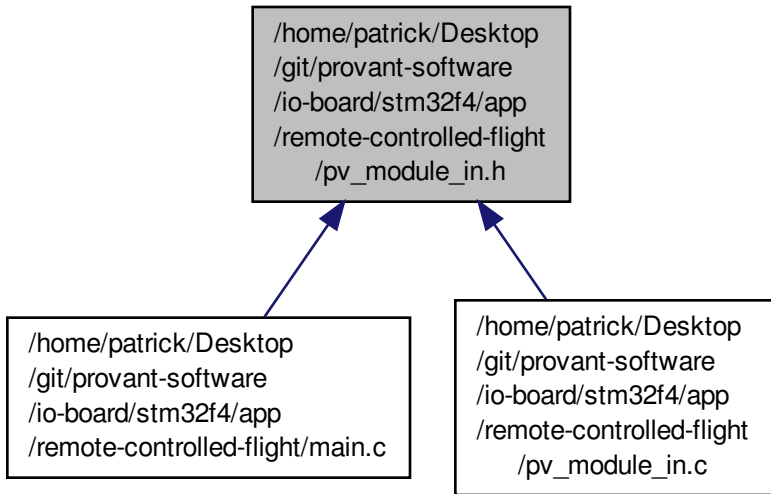 /home/patrick/Desktop
/git/provant-software
/io-board/stm32f4/app
/remote-controlled-flight
/pv_module_in.h
/home/patrick/Desktop
/git/provant-software
/io-board/stm32f4/app
/remote-controlled-flight/main.c
/home/patrick/Desktop
/git/provant-software
/io-board/stm32f4/app
/remote-controlled-flight
/pv_module_in.c